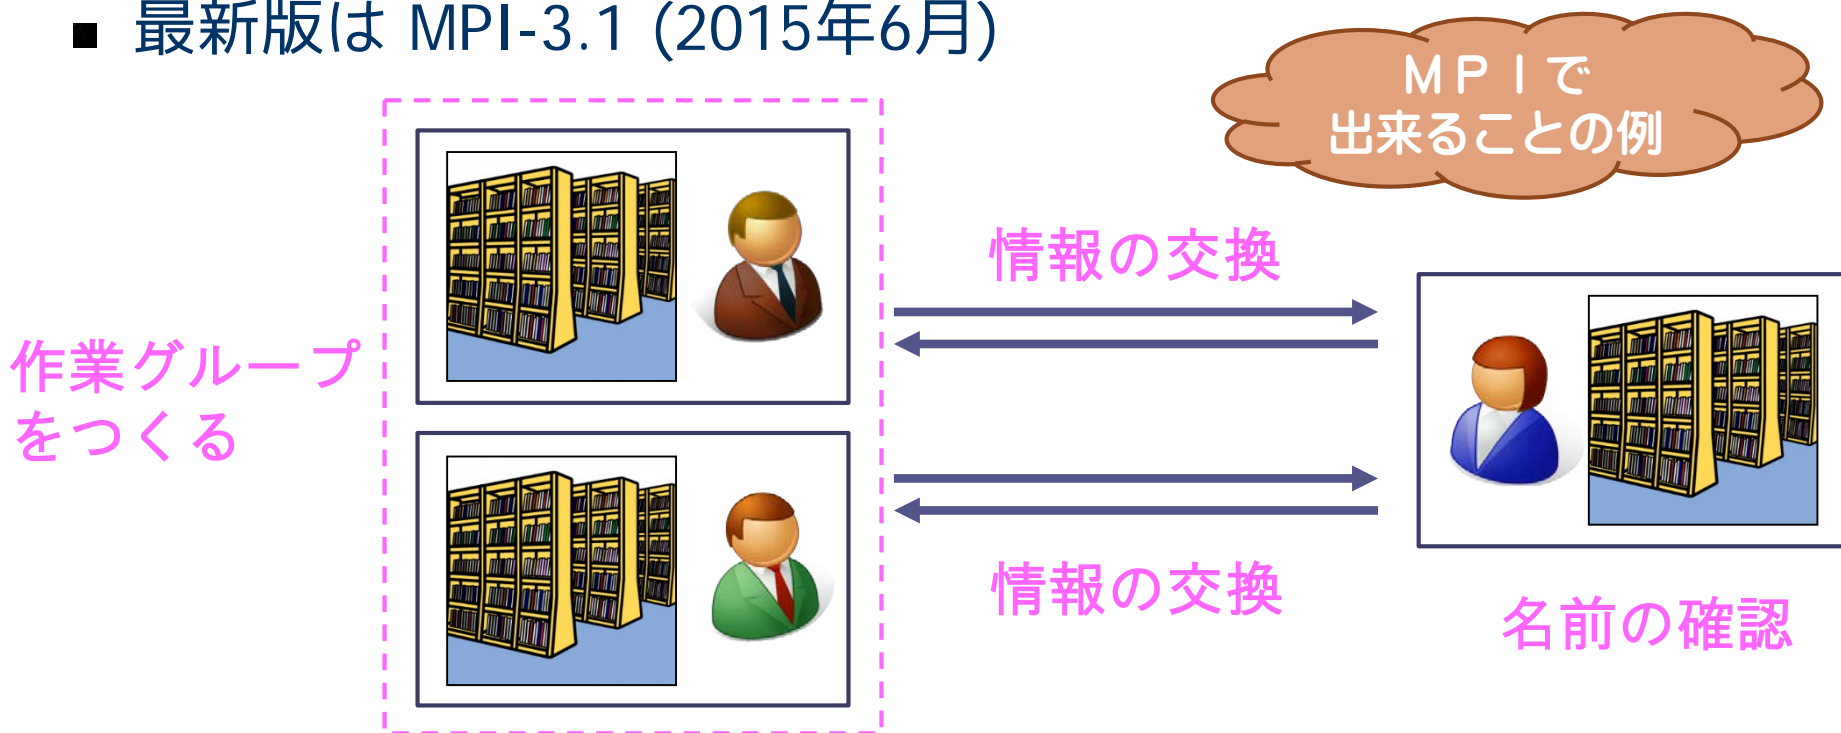 ■ 最新版は MPI-3.1 (2015年6月)
ＭＰＩで
出来ることの例
情報の交換
作業グループ
をつくる
情報の交換
名前の確認